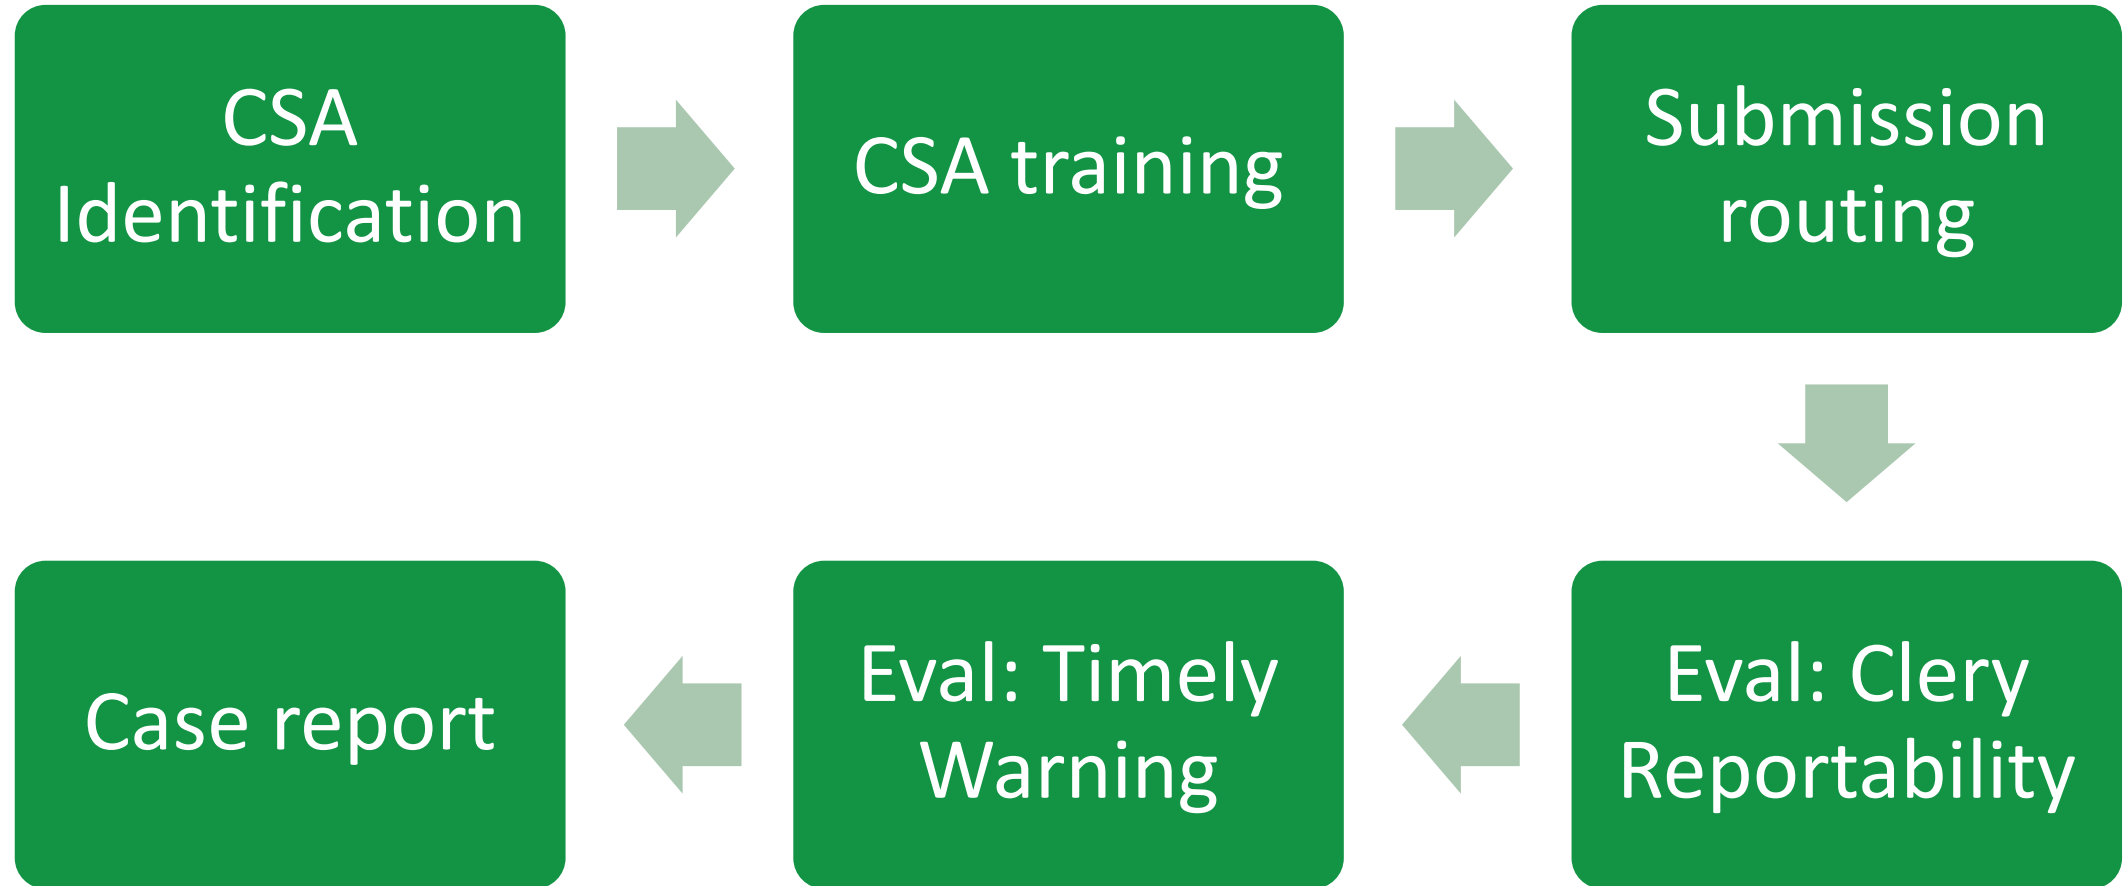 CSA
Identification
CSA training
Submission
routing
Eval: Clery
Reportability
Eval: Timely
Warning
Case report